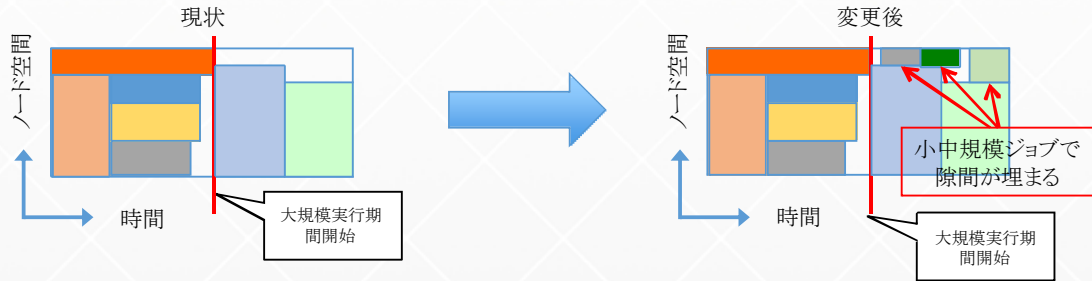 現状
ノード空間
時間
大規模実行期
間開始
変更後
ノード空間
小中規模ジョブで
隙間が埋まる
時間
大規模実行期
間開始